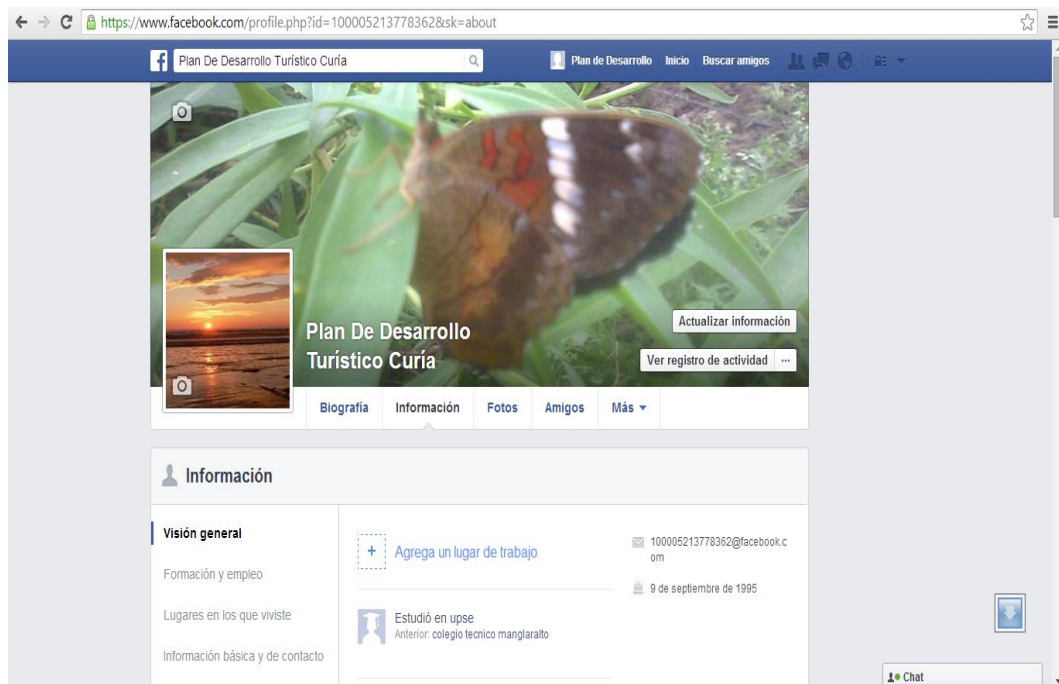 https://www.facebook.com/profile.php?id=100005213778362&sk=about
f Plan De Desarrollo Turístico Curía Plan de Desarrollo Inicio Buscar amigos
Plan De Desarrollo
Turístico Curía
Actualizar información
Ver registro de actividad ...
Biografía Información Fotos Amigos Más
Información
Visión general
Formación y empleo
Lugares en los que viviste
Información básica y de contacto
+ Agrega un lugar de trabajo
Estudió en upse
Anterior: colegio tecnico manglaralto
100005213778362@facebook.c
om
9 de septiembre de 1995
Chat